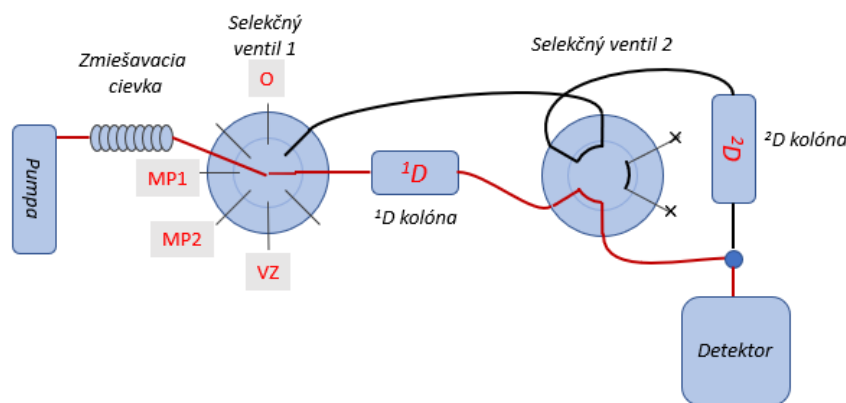 Selekčný
ventil 1
Selekčný ventil 2
Zmiešavacia
cievka
O
Pumpa
MP1
MP2
VZ
¹D
¹D kolóna
²D
²D kolóna
Detektor